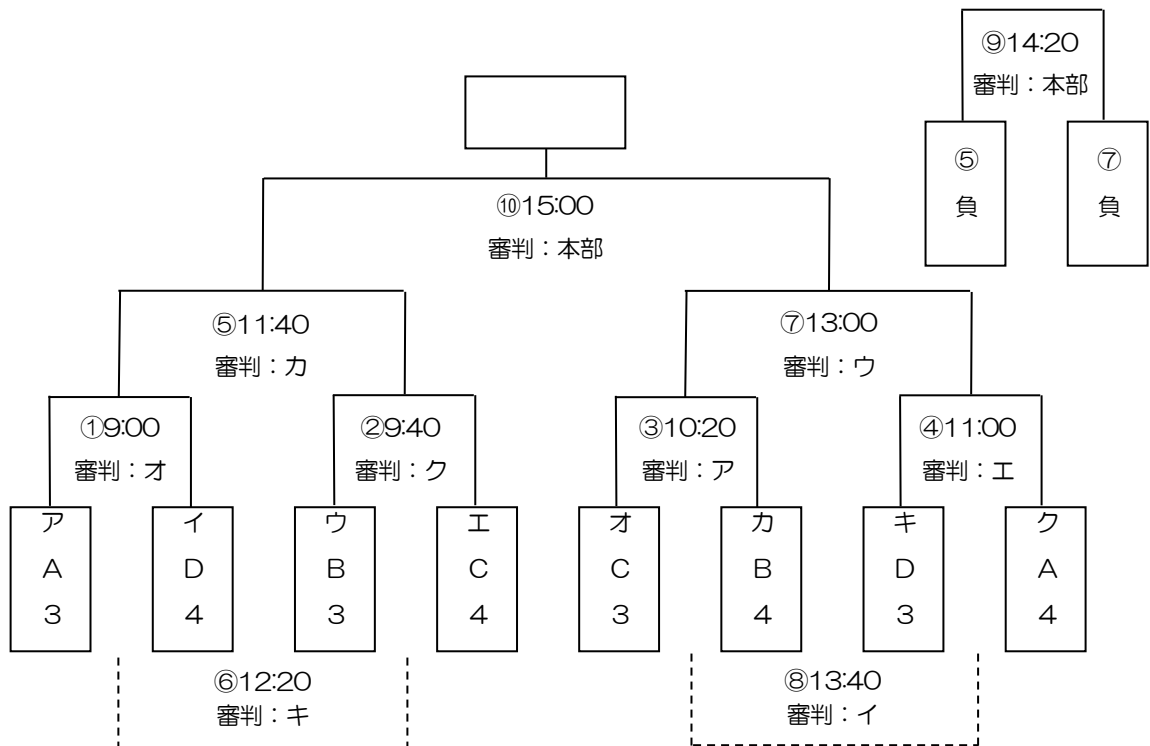 ⑨14:20
審判：本部
⑤
負
⑦
負
⑩15:00
審判：本部
⑤11:40
審判：カ
⑦13:00
審判：ウ
①9:00
審判：オ
②9:40
審判：ク
③10:20
審判：ア
④11:00
審判：エ
ア
A
3
イ
D
4
ウ
B
3
エ
C
4
オ
C
3
カ
B
4
キ
D
3
ク
A
4
⑥12:20
審判：キ
⑧13:40
審判：イ